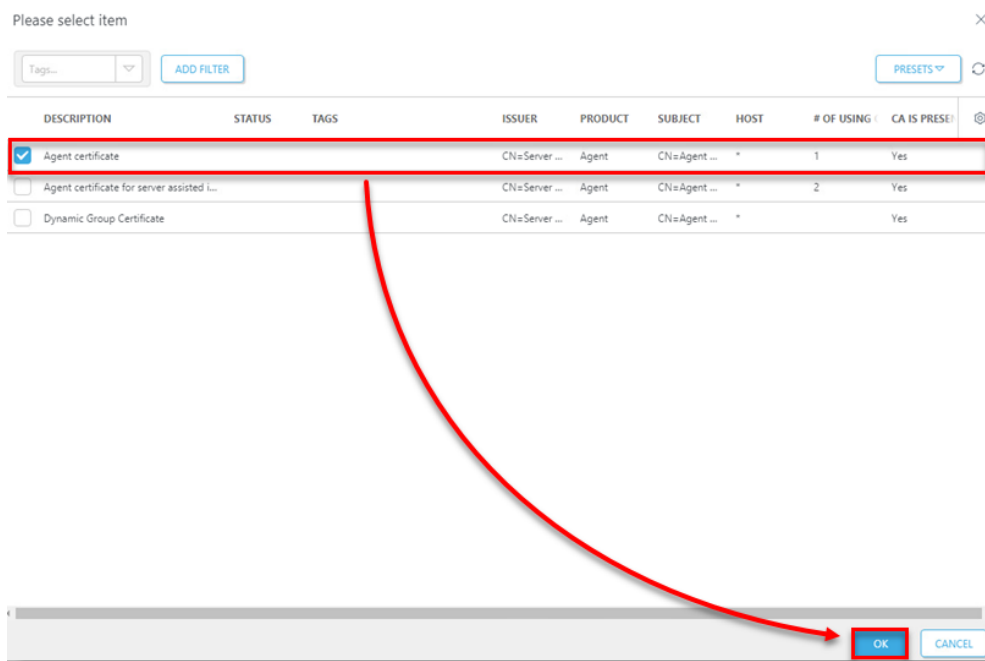 Please select item
Tags... ADD FILTER PRESETS
DESCRIPTION STATUS TAGS ISSUER PRODUCT SUBJECT HOST # OF USING CA IS PRESE
Agent certificate CN=Server ... Agent CN=Agent ... * 1 Yes
Agent certificate for server assisted i... CN=Server ... Agent CN=Agent ... * 2 Yes
Dynamic Group Certificate CN=Server ... Agent CN=Agent ... * Yes
OK CANCEL